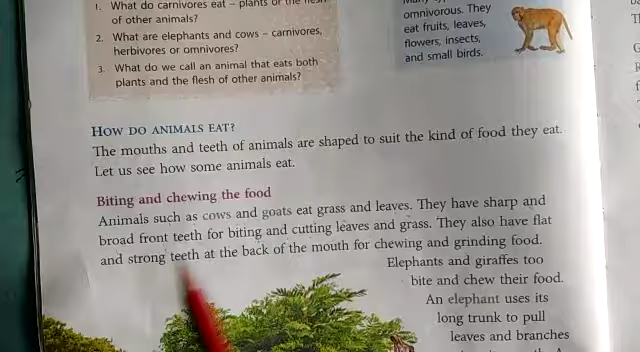 1. What do carnivores eat – plants or the flesh
of other animals?
2. What are elephants and cows – carnivores,
herbivores or omnivores?
3. What do we call an animal that eats both
plants and the flesh of other animals?
omnivorous. They
eat fruits, leaves,
flowers, insects,
and small birds.
HOW DO ANIMALS EAT?
The mouths and teeth of animals are shaped to suit the kind of food they eat.
Let us see how some animals eat.
Biting and chewing the food
Animals such as cows and goats eat grass and leaves. They have sharp and
broad front teeth for biting and cutting leaves and grass. They also have flat
and strong teeth at the back of the mouth for chewing and grinding food.
Elephants and giraffes too
bite and chew their food.
An elephant uses its
long trunk to pull
leaves and branches